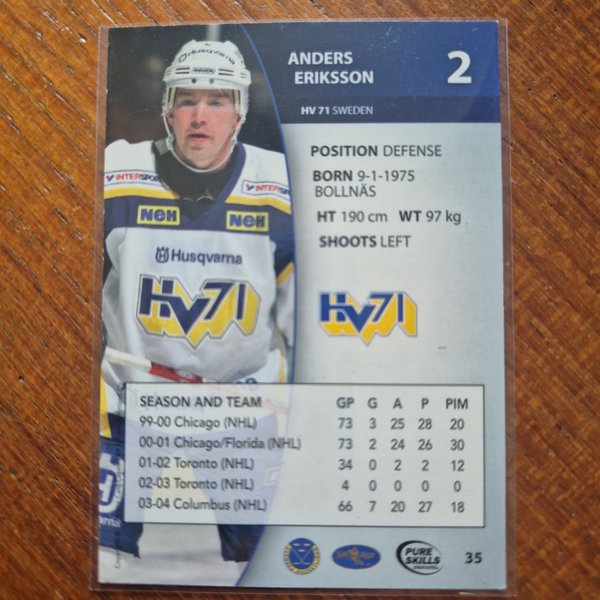 ANDERS
ERIKSSON
2
HV 71 SWEDEN
POSITION DEFENSE
BORN 9-1-1975
BOLLNÄS
HT 190 cm WT 97 kg
SHOOTS LEFT
Husqvarna
INTERSPORT
NEH NEH
Husqvarna
HV71
HV71
SEASON AND TEAM GP G A P PIM
99-00 Chicago (NHL) 73 3 25 28 20
00-01 Chicago/Florida (NHL) 73 2 24 26 30
01-02 Toronto (NHL) 34 0 2 2 12
02-03 Toronto (NHL) 4 0 0 0 0
03-04 Columbus (NHL) 66 7 20 27 18
varna
PURE
SKILLS
35